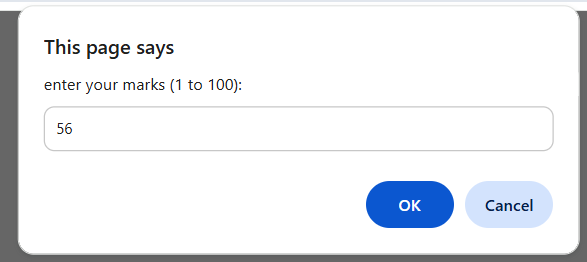 This page says
enter your marks (1 to 100):
56
OK Cancel